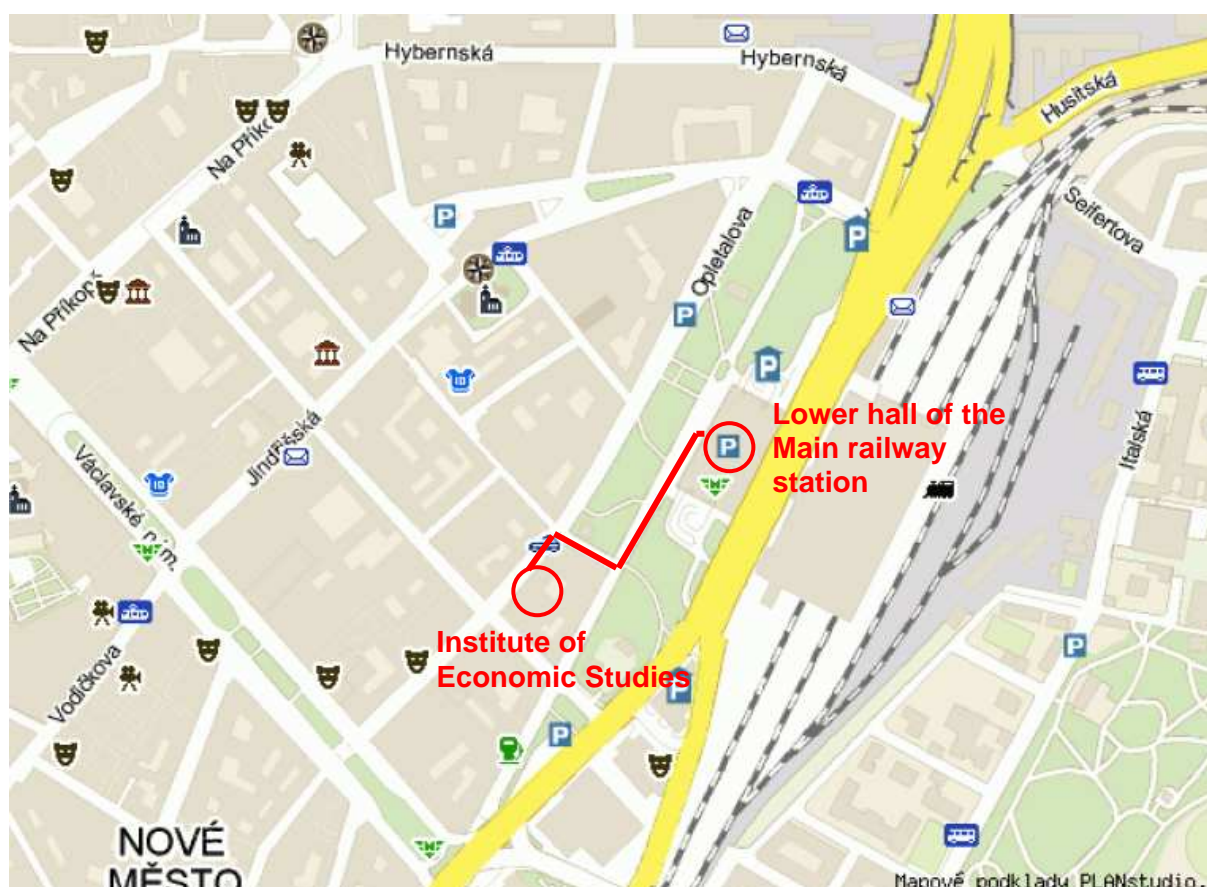 Hybernská
Hybernská
Husitská
Na Příkopě
Seifertova
Opletalova
Na Příkopě
Lower hall of the
Main railway
station
Italská
Jindřišská
Václavské nám.
Institute of
Economic Studies
Vodičkova
NOVÉ
MĚSTO
Mapové podklady PLANstudio,